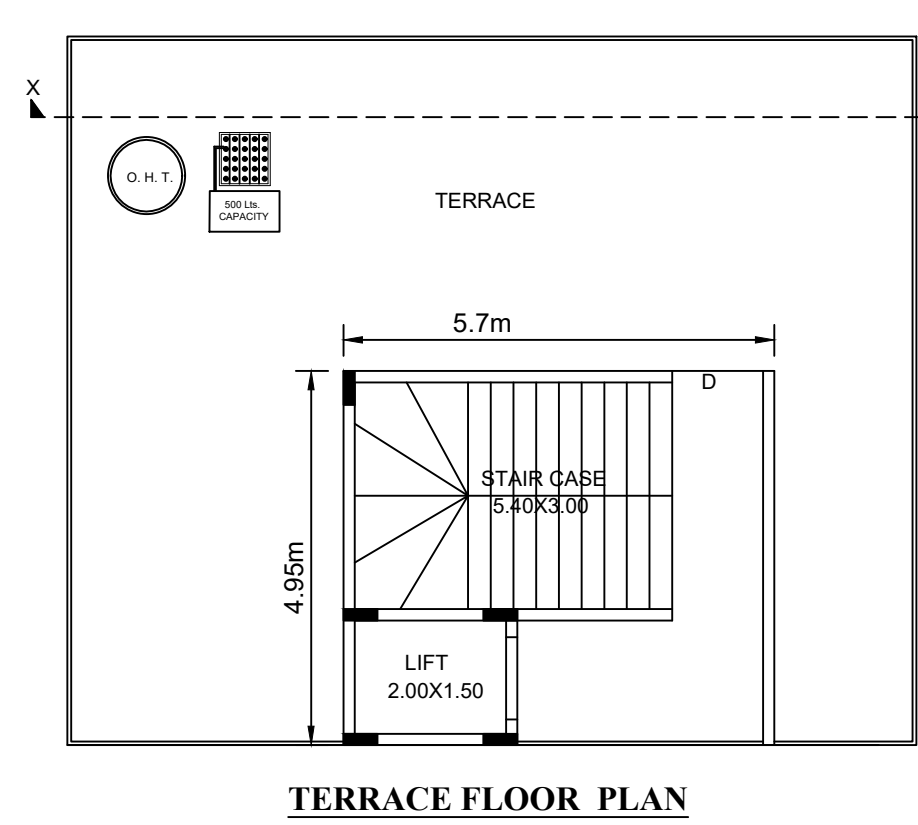 X
O. H. T.
500 Lts.
CAPACITY
TERRACE
5.7m
D
STAIR CASE
5.40X3.00
4.95m
LIFT
2.00X1.50
TERRACE FLOOR PLAN